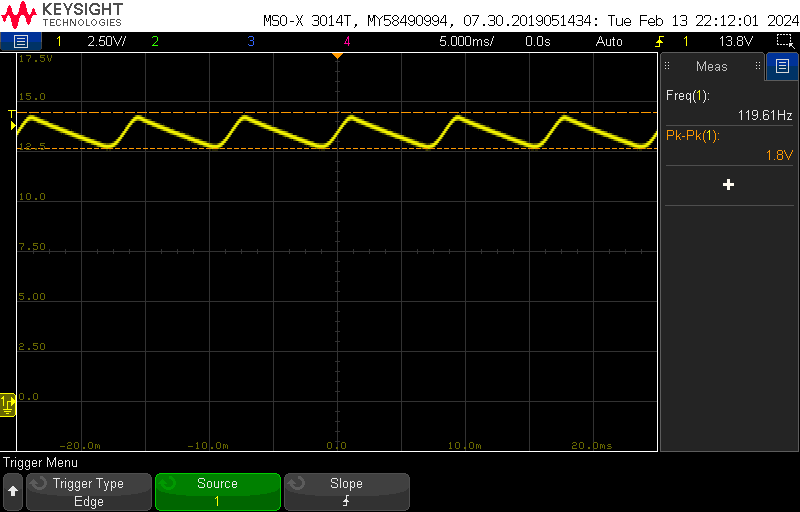 KEYSIGHT
TECHNOLOGIES
MSO-X 3014T, MY58490994, 07.30.2019051434: Tue Feb 13 22:12:01 2024
1 2.50V/ 2 3 4 5.000ms/ 0.0s Auto 1 13.8V
17.5V
Meas
15.0
Freq(1):
119.61Hz
T
12.5
Pk-Pk(1):
1.8V
10.0
7.50
5.00
2.50
1
0.0
-20.0m -10.0m 0.0 10.0m 20.0ms
Trigger Menu
Trigger Type
Edge
Source
1
Slope